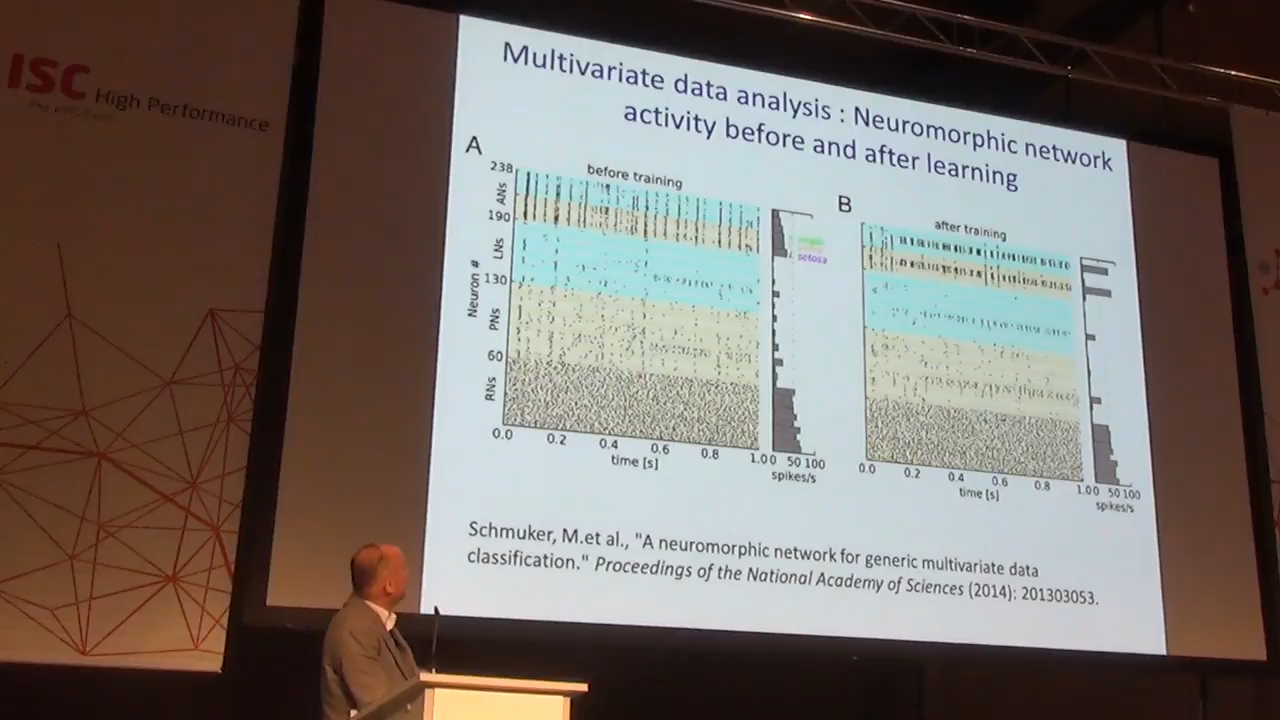 ISC High Performance
Multivariate data analysis : Neuromorphic network
activity before and after learning
A
before training
238
190
130
60
ANs
LNs
PNs
RNs
Neuron #
0.0 0.2 0.4 0.6 0.8 1.0
time [s]
0 50 100
spikes/s
setosa
B
after training
0.0 0.2 0.4 0.6 0.8 1.0
time [s]
0 50 100
spikes/s
Schmuker, M.et al., "A neuromorphic network for generic multivariate data
classification." Proceedings of the National Academy of Sciences (2014): 201303053.